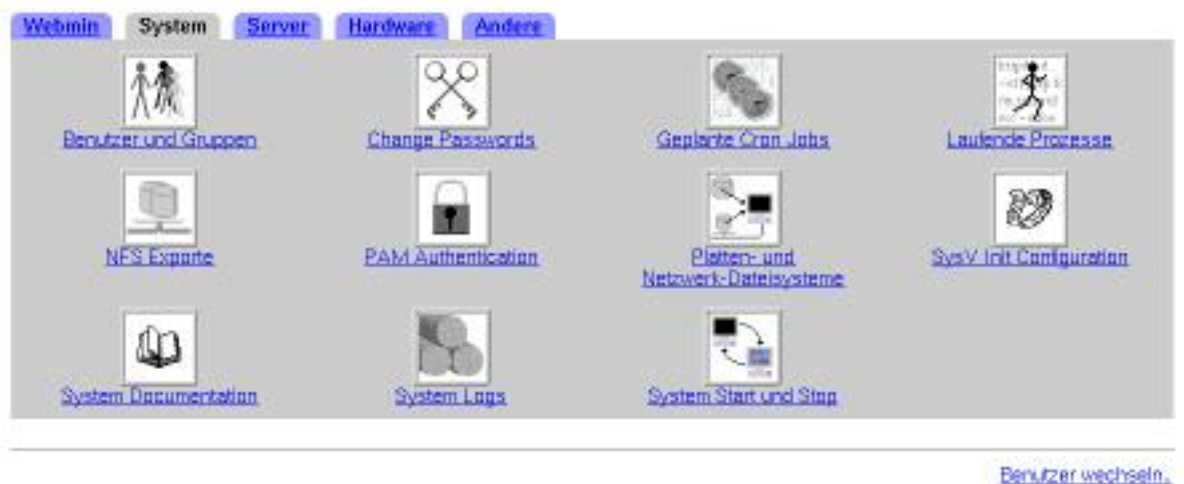 Webmin System Server Hardware Andere
Benutzer und Gruppen Change Passwords Geplante Cron Jobs Laufende Prozesse
NFS Exporte PAM Authentication Platten- und SysV Init Configuration
Netzwerk-Dateisysteme
System Documentation System Logs System Start und Stop
Benutzer wechseln.